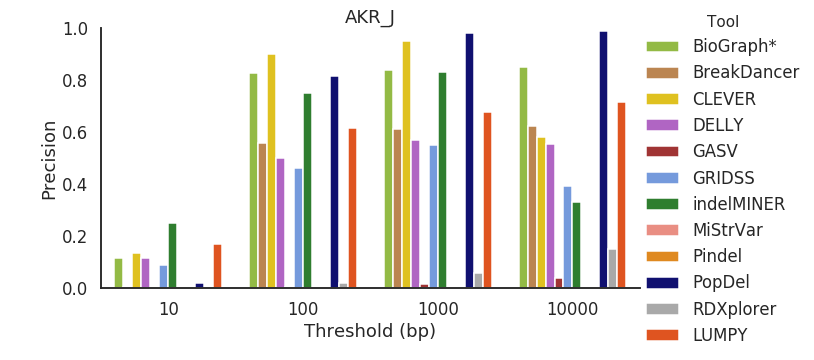 AKR_J
Precision
1.0
0.8
0.6
0.4
0.2
0.0
10
100
1000
10000
Threshold (bp)
Tool
BioGraph*
BreakDancer
CLEVER
DELLY
GASV
GRIDSS
indelMINER
MiStrVar
Pindel
PopDel
RDXplorer
LUMPY